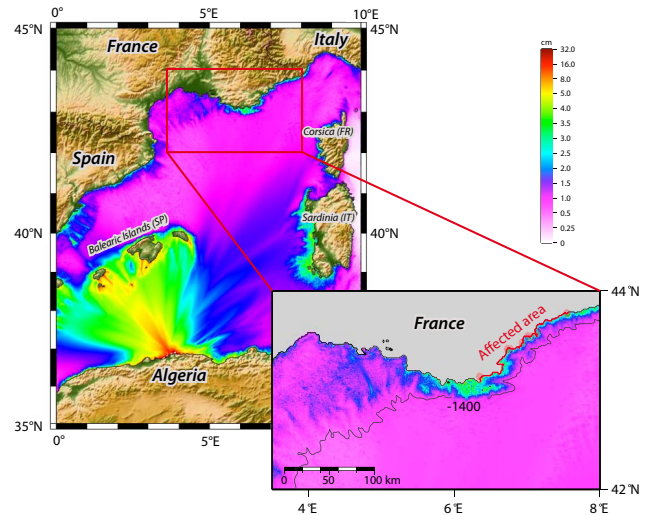 0°
5°E
10°E
45°N
45°N
France
Italy
Corsica (FR)
Spain
Sardinia (IT)
Balearic Islands (SP)
40°N
40°N
Algeria
35°N
0°
5°E
cm
32.0
16.0
8.0
5.0
4.0
3.5
3.0
2.5
2.0
1.5
1.0
0.5
0.25
0
44°N
France
Affected area
-1400
0 50 100 km
42°N
4°E
6°E
8°E